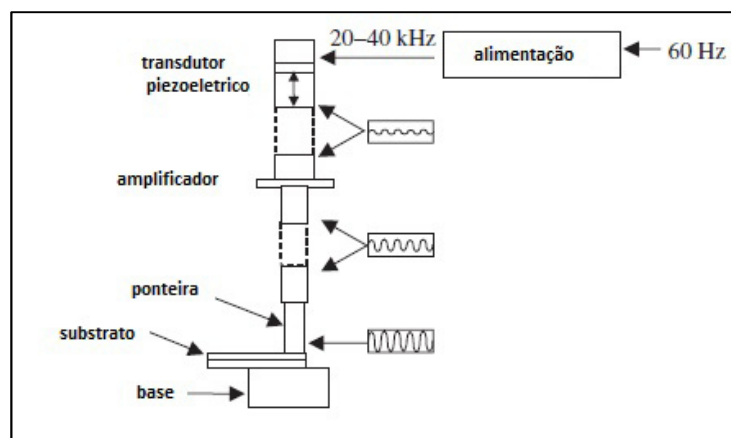 20–40 kHz
alimentação
60 Hz
transdutor
piezoeletrico
amplificador
ponteira
substrato
base